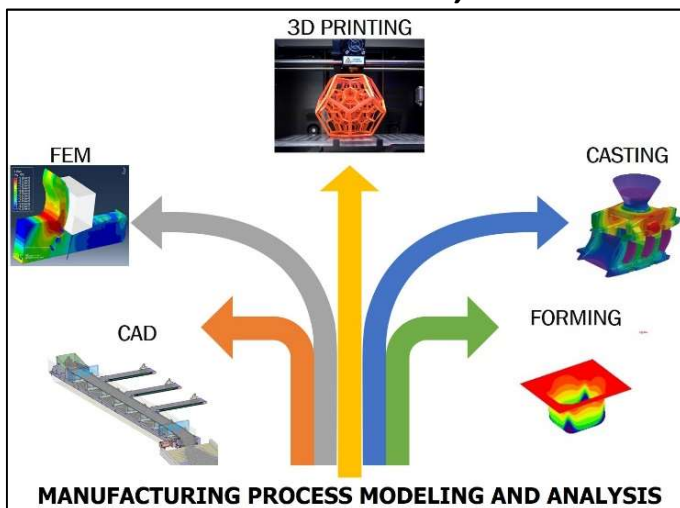 3D PRINTING
FEM
CASTING
CAD
FORMING
MANUFACTURING PROCESS MODELING AND ANALYSIS